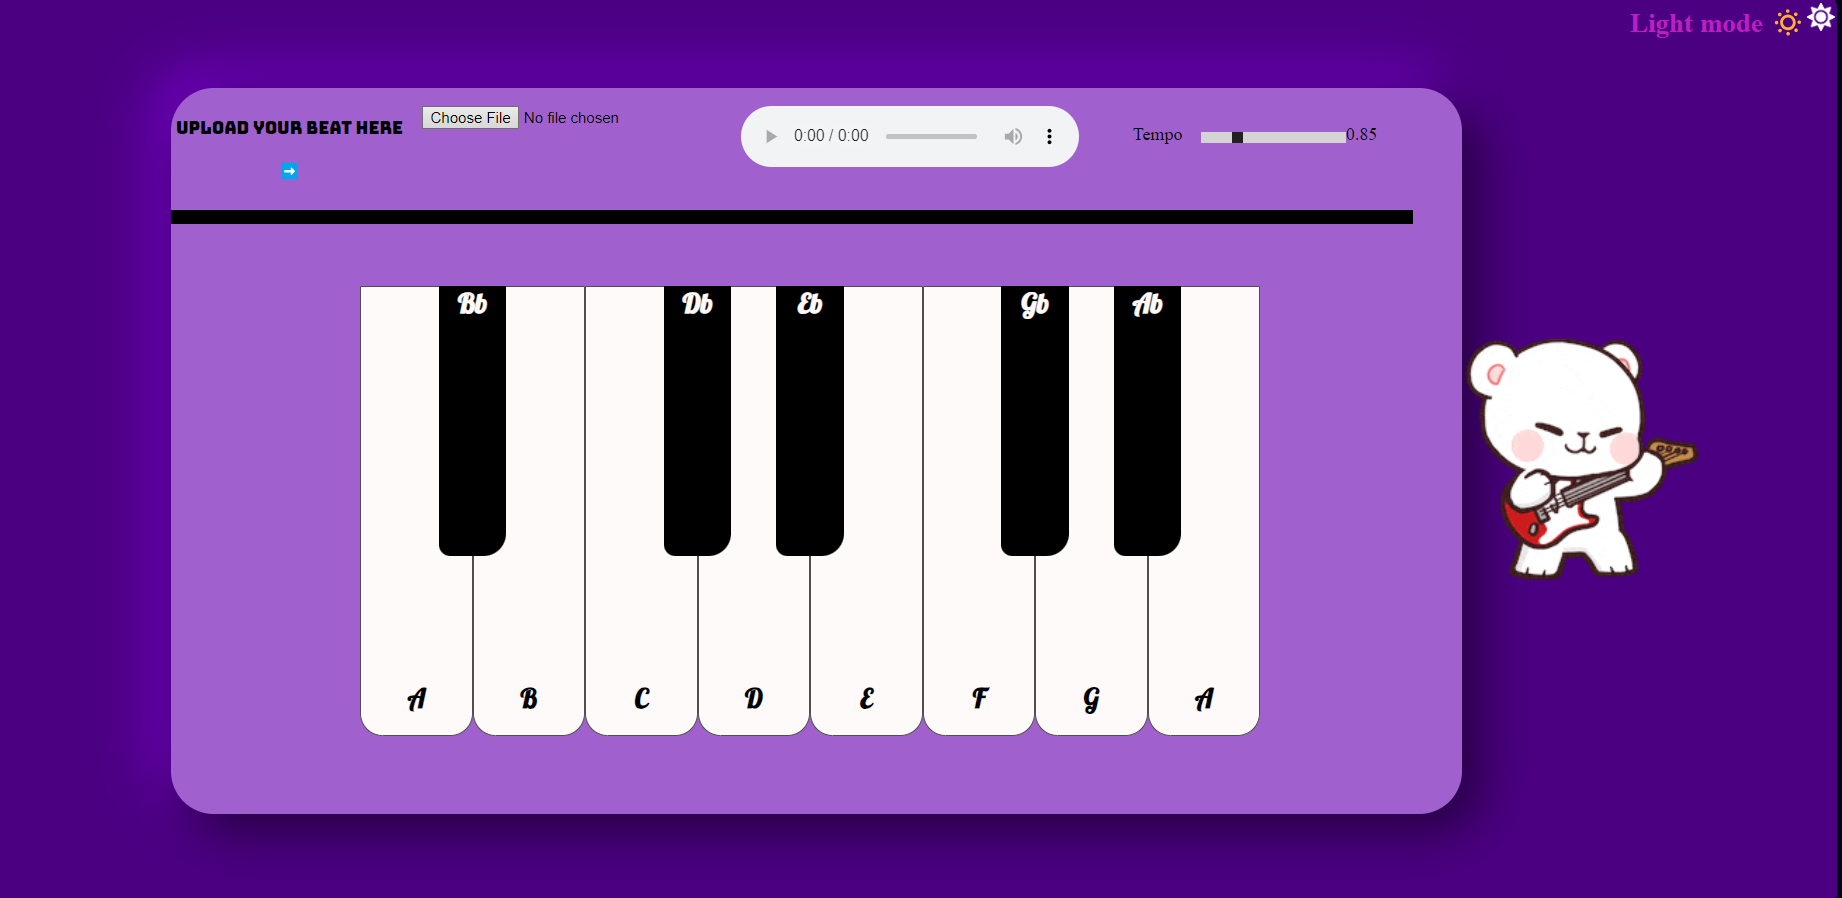 Light mode
UPLOAD YOUR BEAT HERE
Choose File No file chosen
0:00 / 0:00
Tempo 0.85
Bb Db Eb Gb Ab
A B C D E F G A